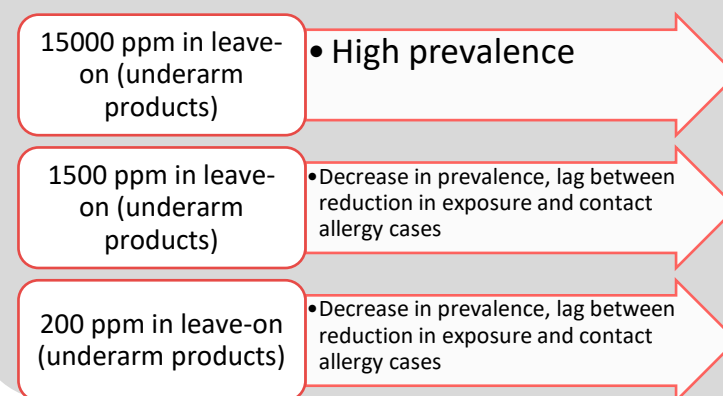 15000 ppm in leave-
on (underarm
products)
• High prevalence
1500 ppm in leave-
on (underarm
products)
•Decrease in prevalence, lag between
reduction in exposure and contact
allergy cases
200 ppm in leave-on
(underarm products)
•Decrease in prevalence, lag between
reduction in exposure and contact
allergy cases